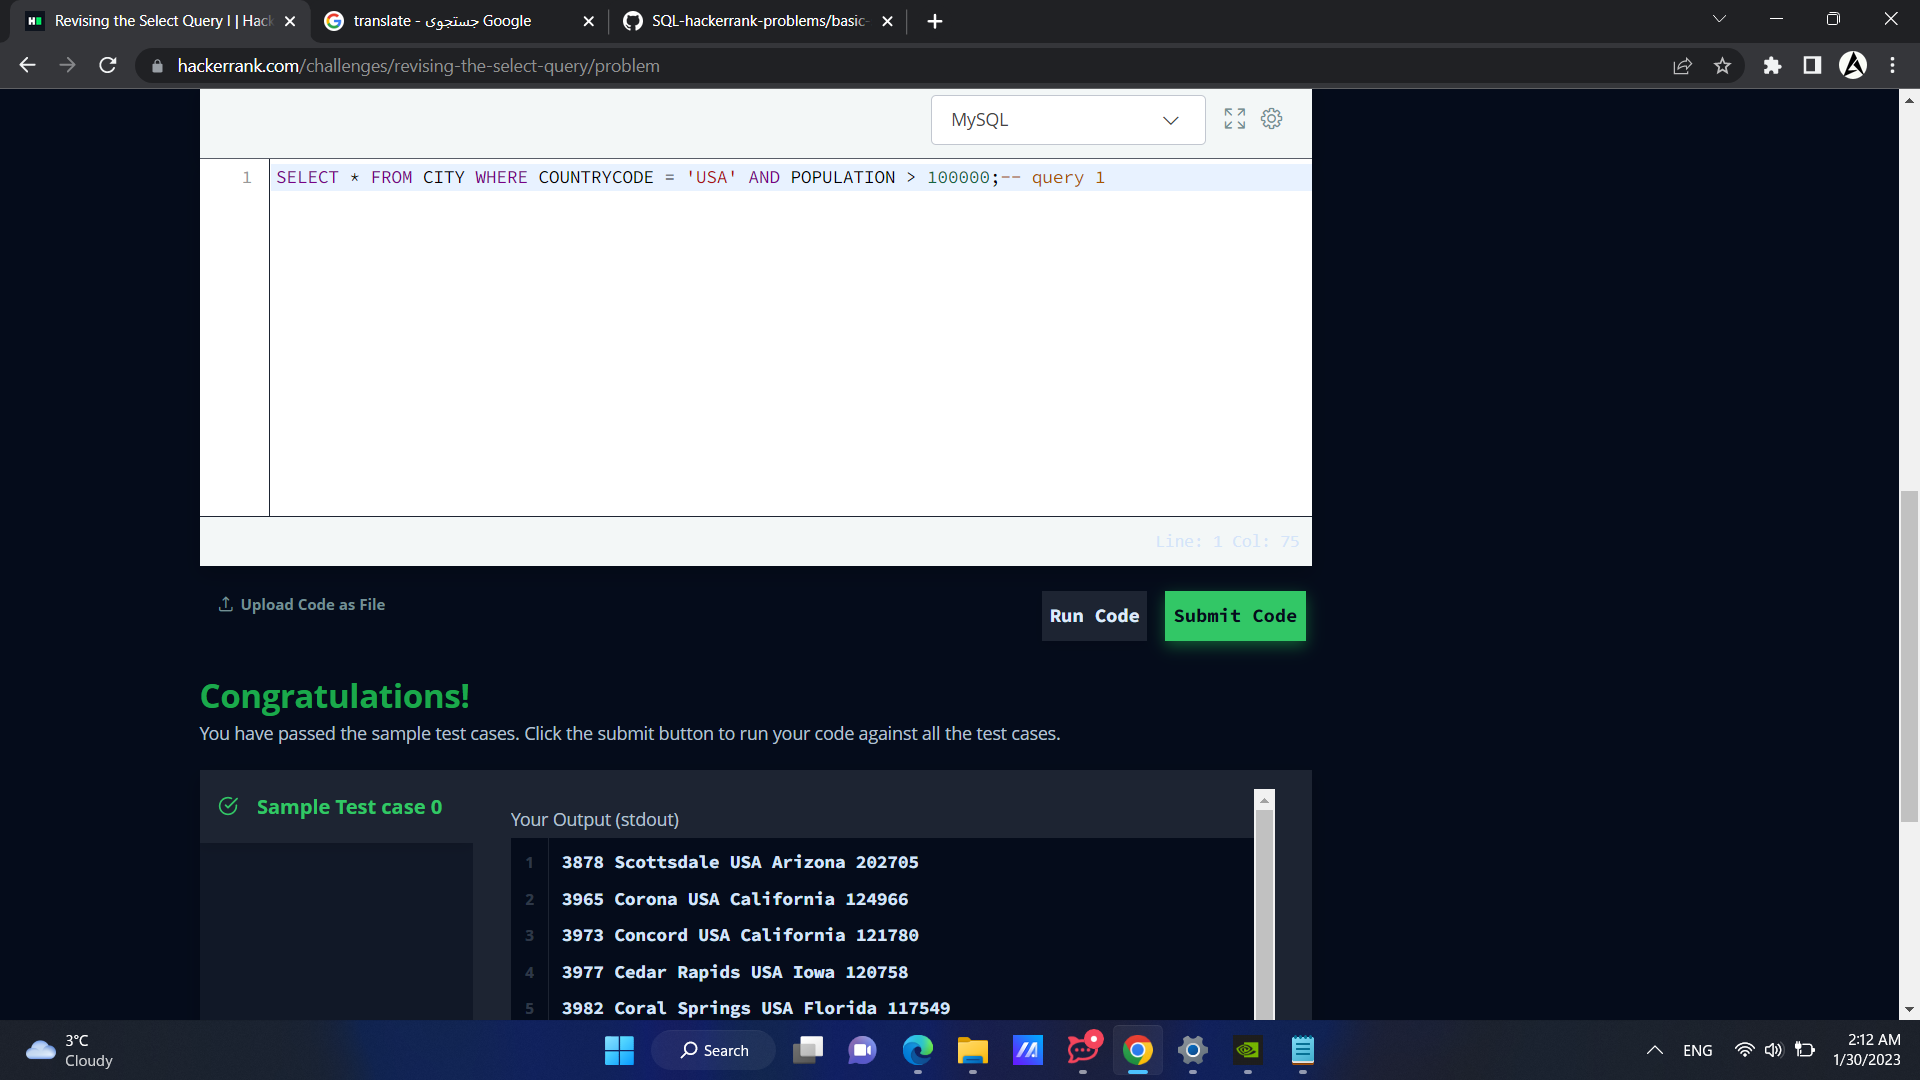 Revising the Select Query I | Hack
translate - جستجوی Google
SQL-hackerrank-problems/basic-
hackerrank.com/challenges/revising-the-select-query/problem
MySQL
1 SELECT * FROM CITY WHERE COUNTRYCODE = 'USA' AND POPULATION > 100000;-- query 1
Line: 1 Col: 75
Upload Code as File
Run Code
Submit Code
Congratulations!
You have passed the sample test cases. Click the submit button to run your code against all the test cases.
Sample Test case 0
Your Output (stdout)
1 3878 Scottsdale USA Arizona 202705
2 3965 Corona USA California 124966
3 3973 Concord USA California 121780
4 3977 Cedar Rapids USA Iowa 120758
5 3982 Coral Springs USA Florida 117549
3°C
Cloudy
Search
ENG
2:12 AM
1/30/2023